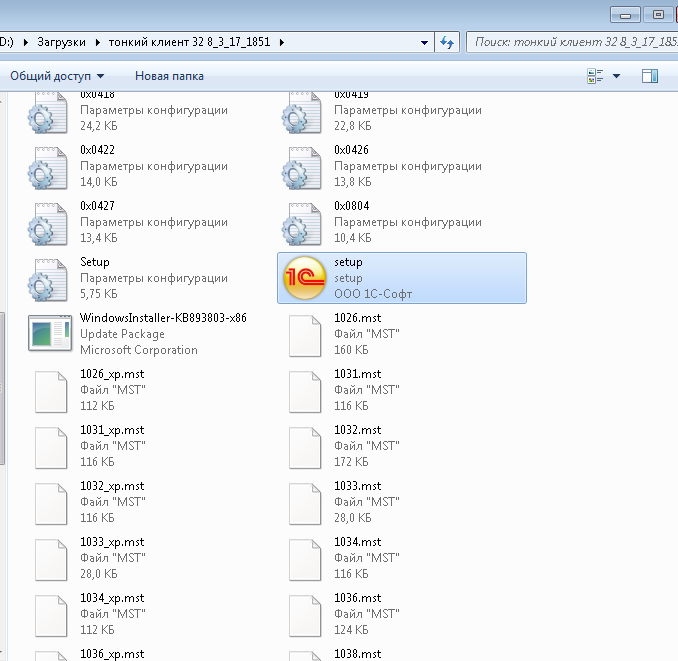 D:) ▸ Загрузки ▸ тонкий клиент 32 8_3_17_1851 ▸
Поиск: тонкий клиент 32 8_3_17_185
Общий доступ
Новая папка
0x0418
Параметры конфигурации
24,2 КБ
0x0419
Параметры конфигурации
22,8 КБ
0x0422
Параметры конфигурации
14,0 КБ
0x0426
Параметры конфигурации
13,8 КБ
0x0427
Параметры конфигурации
13,4 КБ
0x0804
Параметры конфигурации
10,4 КБ
Setup
Параметры конфигурации
5,75 КБ
1С
setup
setup
ООО 1С-Софт
WindowsInstaller-KB893803-x86
Update Package
Microsoft Corporation
1026.mst
Файл "MST"
160 КБ
1026_xp.mst
Файл "MST"
112 КБ
1031.mst
Файл "MST"
116 КБ
1031_xp.mst
Файл "MST"
116 КБ
1032.mst
Файл "MST"
172 КБ
1032_xp.mst
Файл "MST"
116 КБ
1033.mst
Файл "MST"
28,0 КБ
1033_xp.mst
Файл "MST"
28,0 КБ
1034.mst
Файл "MST"
116 КБ
1034_xp.mst
Файл "MST"
112 КБ
1036.mst
Файл "MST"
124 КБ
1036_xp.mst
1038.mst